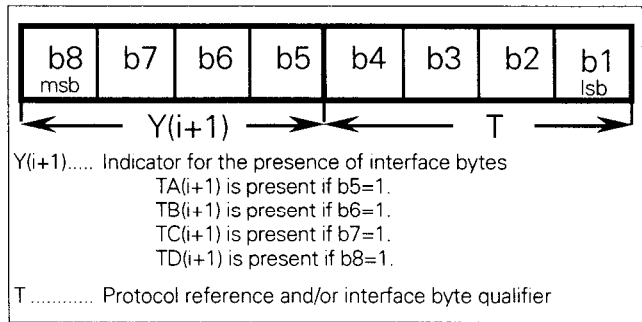 b8 b7 b6 b5 b4 b3 b2 b1
msb lsb
Y(i+1) T
Y(i+1)..... Indicator for the presence of interface bytes
TA(i+1) is present if b5=1.
TB(i+1) is present if b6=1.
TC(i+1) is present if b7=1.
TD(i+1) is present if b8=1.
T ............ Protocol reference and/or interface byte qualifier